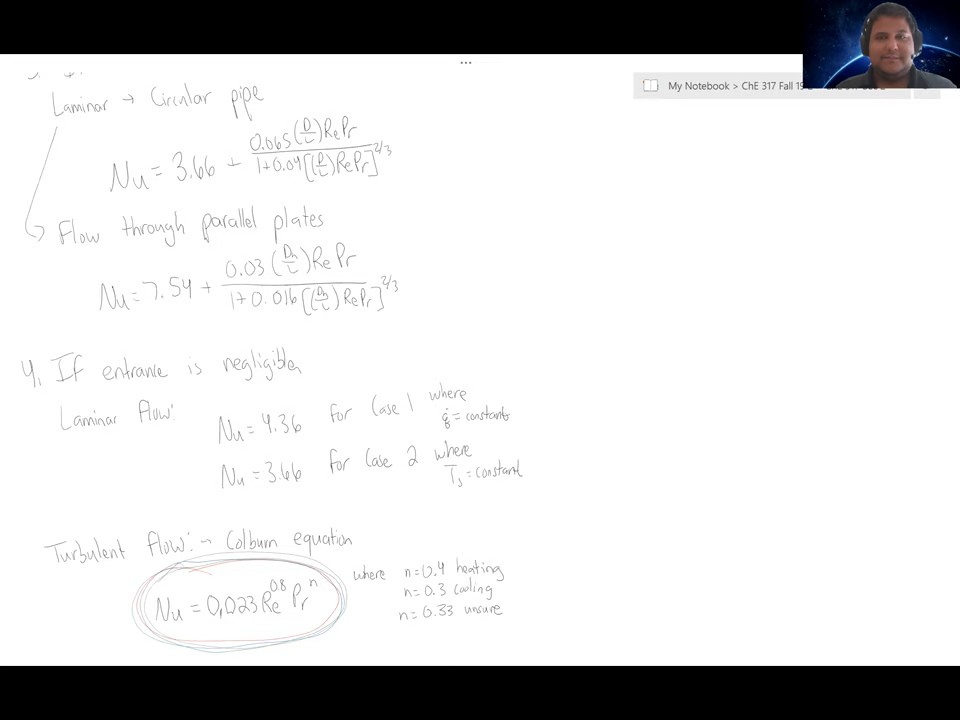 My Notebook > ChE 317 Fall 19
Laminar → Circular pipe
Nu = 3.66 + 0.065 (D/L) Re Pr / 1+0.04 [(D/L) Re Pr]^2/3
Flow through parallel plates
Nu = 7.54 + 0.03 (Dh/L) Re Pr / 1+0.016 [(Dh/L) Re Pr]^2/3
4. If entrance is negligible
Laminar flow: Nu = 4.36 for Case 1 where q̇ = constant
Nu = 3.66 for Case 2 where Ts = constant
Turbulent flow: → Colburn equation
Nu = 0.023 Re^0.8 Pr^n
where n=0.4 heating
n=0.3 cooling
n=0.33 unsure